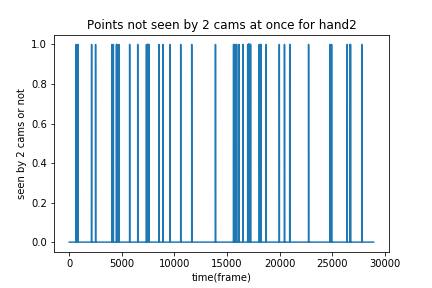 Points not seen by 2 cams at once for hand2
seen by 2 cams or not
1.0
0.8
0.6
0.4
0.2
0.0
0 5000 10000 15000 20000 25000 30000
time(frame)